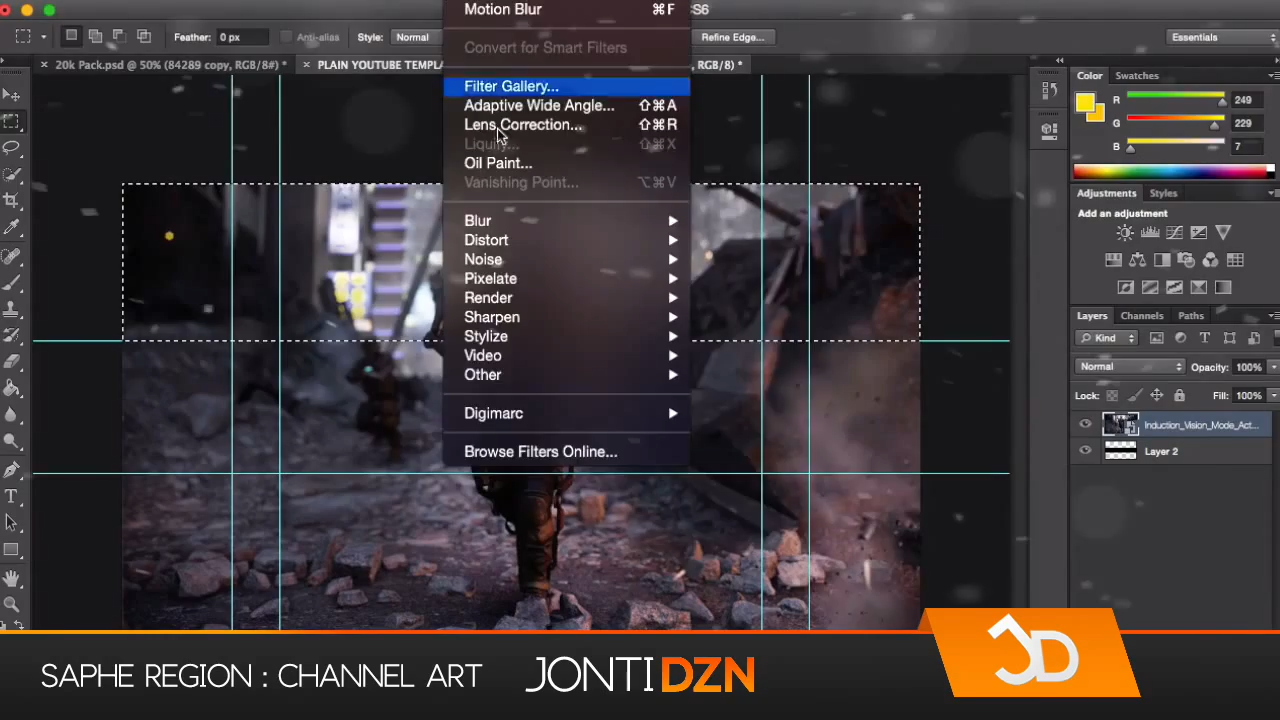 Motion Blur ⌘F
S6
Feather: 0 px Anti-alias Style: Normal Refine Edge... Essentials
20k Pack.psd @ 50% (84289 copy, RGB/8#) * PLAIN YOUTUBE TEMPLA RGB/8) *
Convert for Smart Filters
Filter Gallery...
Adaptive Wide Angle... ⇧⌘A
Lens Correction... ⇧⌘R
Liquify... ⇧⌘X
Oil Paint...
Vanishing Point... ⌥⌘V
Blur
Distort
Noise
Pixelate
Render
Sharpen
Stylize
Video
Other
Digimarc
Browse Filters Online...
Color Swatches
R 249
G 229
B 7
Adjustments Styles
Add an adjustment
Layers Channels Paths
Kind
Normal Opacity: 100%
Lock: Fill: 100%
Induction_Vision_Mode_Act...
Layer 2
SAPHE REGION : CHANNEL ART JONTI DZN JD